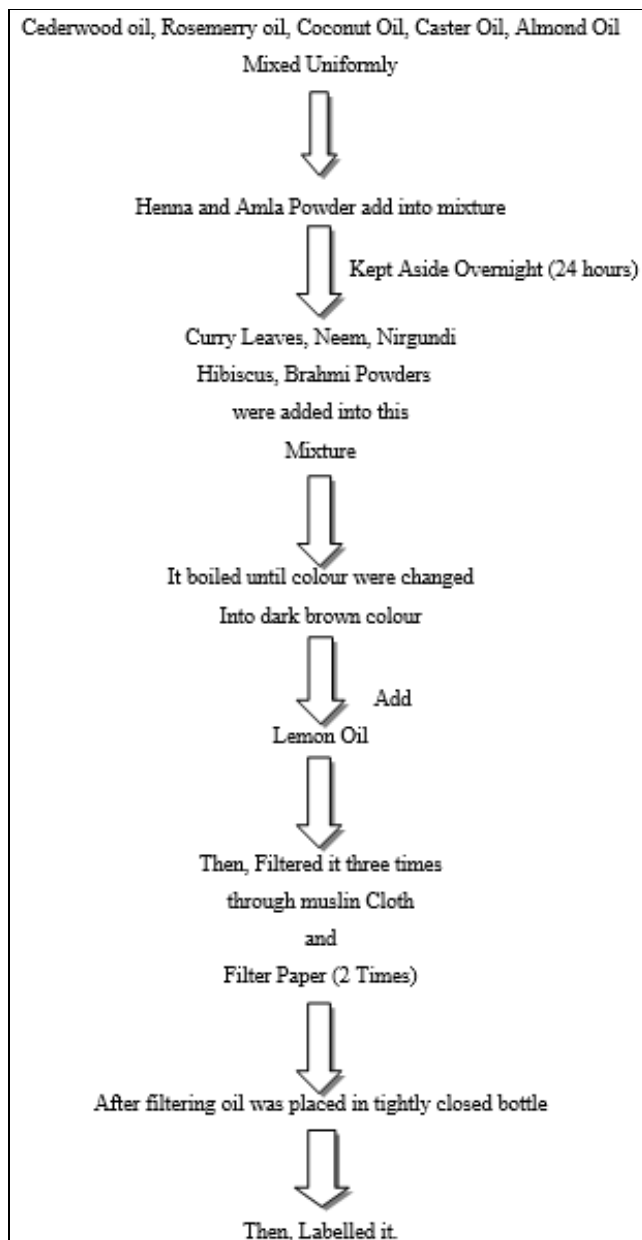 Cederwood oil, Rosemerry oil, Coconut Oil, Caster Oil, Almond Oil
Mixed Uniformly
Henna and Amla Powder add into mixture
Kept Aside Overnight (24 hours)
Curry Leaves, Neem, Nirgundi
Hibiscus, Brahmi Powders
were added into this
Mixture
It boiled until colour were changed
Into dark brown colour
Add
Lemon Oil
Then, Filtered it three times
through muslin Cloth
and
Filter Paper (2 Times)
After filtering oil was placed in tightly closed bottle
Then, Labelled it.